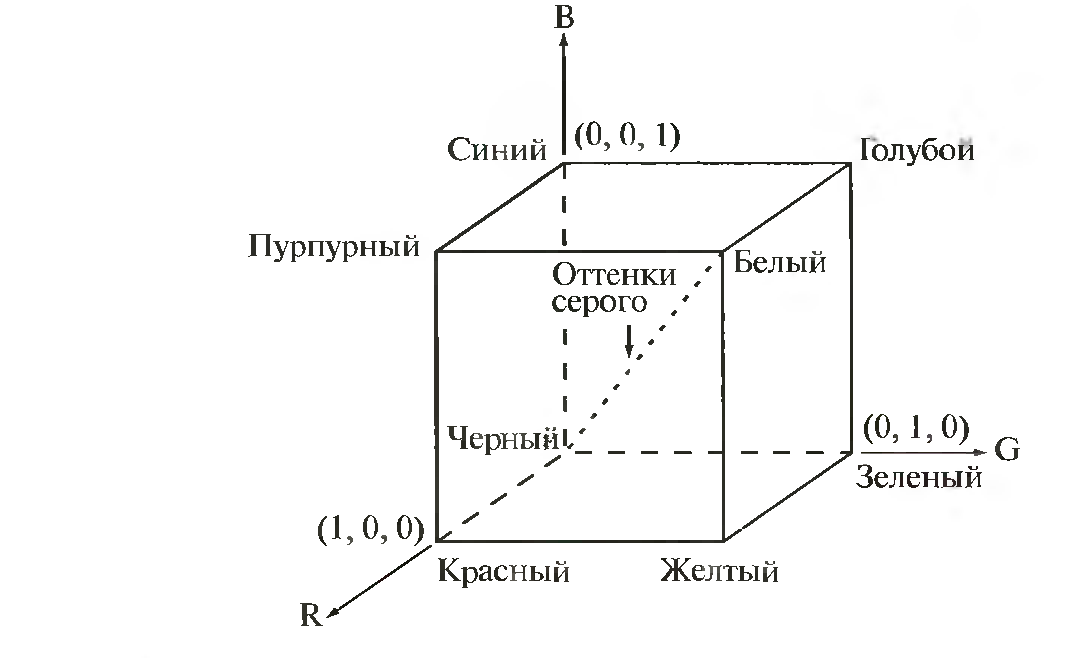 B
(0, 0, 1)
Синий
Голубой
Пурпурный
Белый
Оттенки
серого
Черный
(0, 1, 0)
G
Зеленый
(1, 0, 0)
Красный
Желтый
R